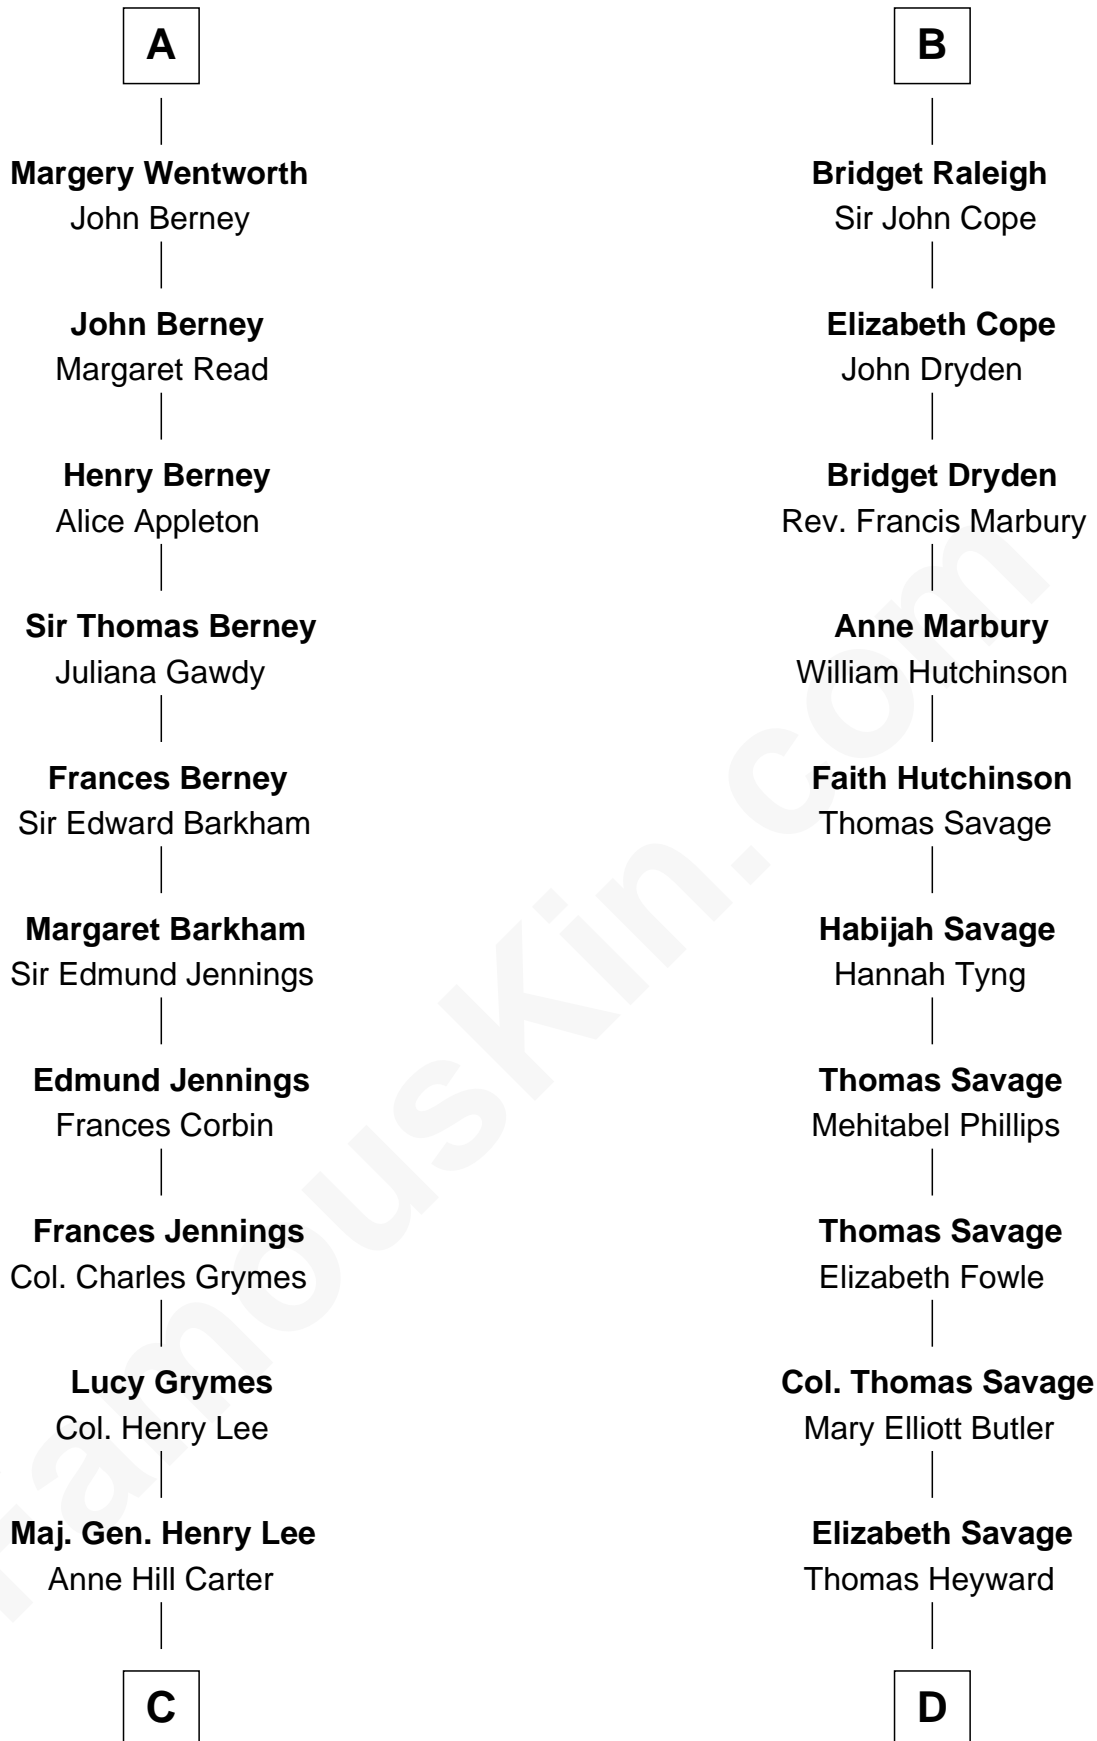 A
Margery Wentworth
John Berney
John Berney
Margaret Read
Henry Berney
Alice Appleton
Sir Thomas Berney
Juliana Gawdy
Frances Berney
Sir Edward Barkham
Margaret Barkham
Sir Edmund Jennings
Edmund Jennings
Frances Corbin
Frances Jennings
Col. Charles Grymes
Lucy Grymes
Col. Henry Lee
Maj. Gen. Henry Lee
Anne Hill Carter
C
B
Bridget Raleigh
Sir John Cope
Elizabeth Cope
John Dryden
Bridget Dryden
Rev. Francis Marbury
Anne Marbury
William Hutchinson
Faith Hutchinson
Thomas Savage
Habijah Savage
Hannah Tyng
Thomas Savage
Mehitabel Phillips
Thomas Savage
Elizabeth Fowle
Col. Thomas Savage
Mary Elliott Butler
Elizabeth Savage
Thomas Heyward
D
FamousKin.com